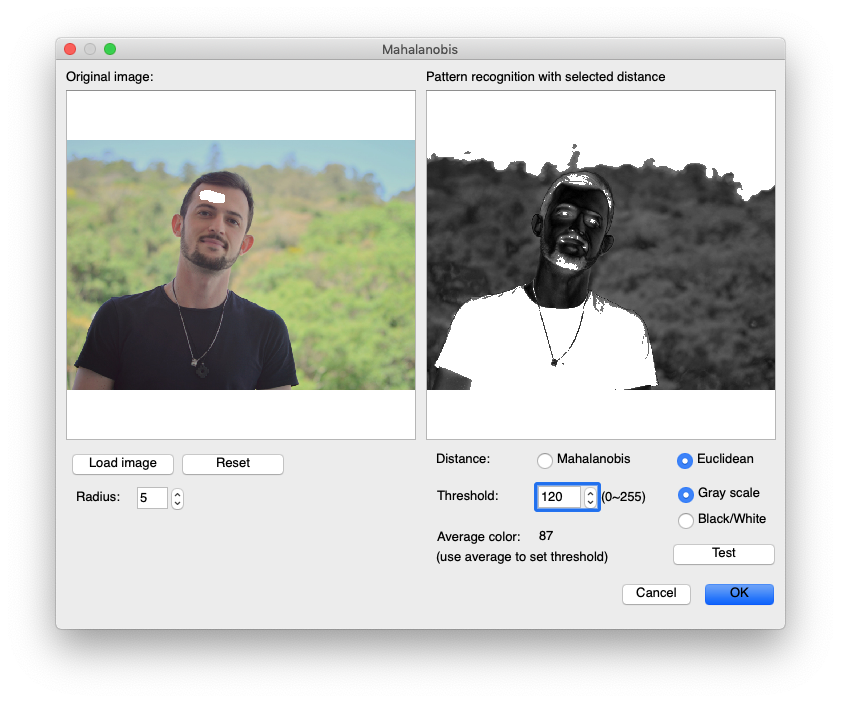 Mahalanobis
Original image:
Pattern recognition with selected distance
Load image
Reset
Radius:
5
Distance:
Mahalanobis
Euclidean
Threshold:
120
(0~255)
Gray scale
Black/White
Average color:
87
(use average to set threshold)
Test
Cancel
OK